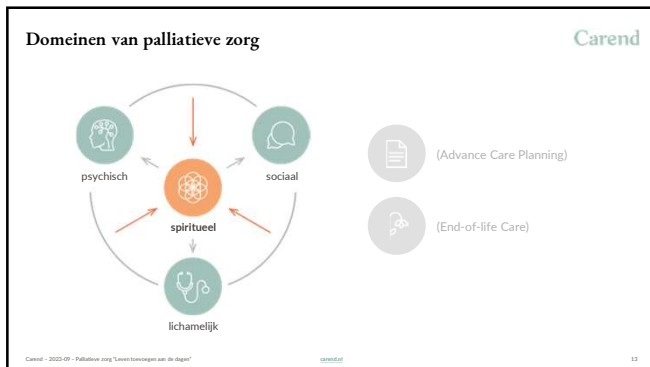 Domeinen van palliatieve zorg
Carend
psychisch
sociaal
spiritueel
lichamelijk
(Advance Care Planning)
(End-of-life Care)
Carend – 2023-09 – Palliatieve zorg "Leven toevoegen aan de dagen"
carend.nl
13